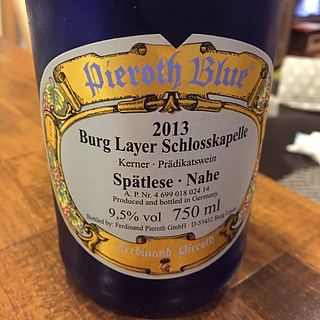 Pieroth Blue
2013
Burg Layer Schlosskapelle
Kerner · Prädikatswein
Spätlese · Nahe
A. P. Nr. 4 699 018 024 14
Produced and bottled in Germany
9,5% vol 750 ml
Bottled by: Ferdinand Pieroth GmbH · D-55452 Burg Layen
Ferdinand Pieroth